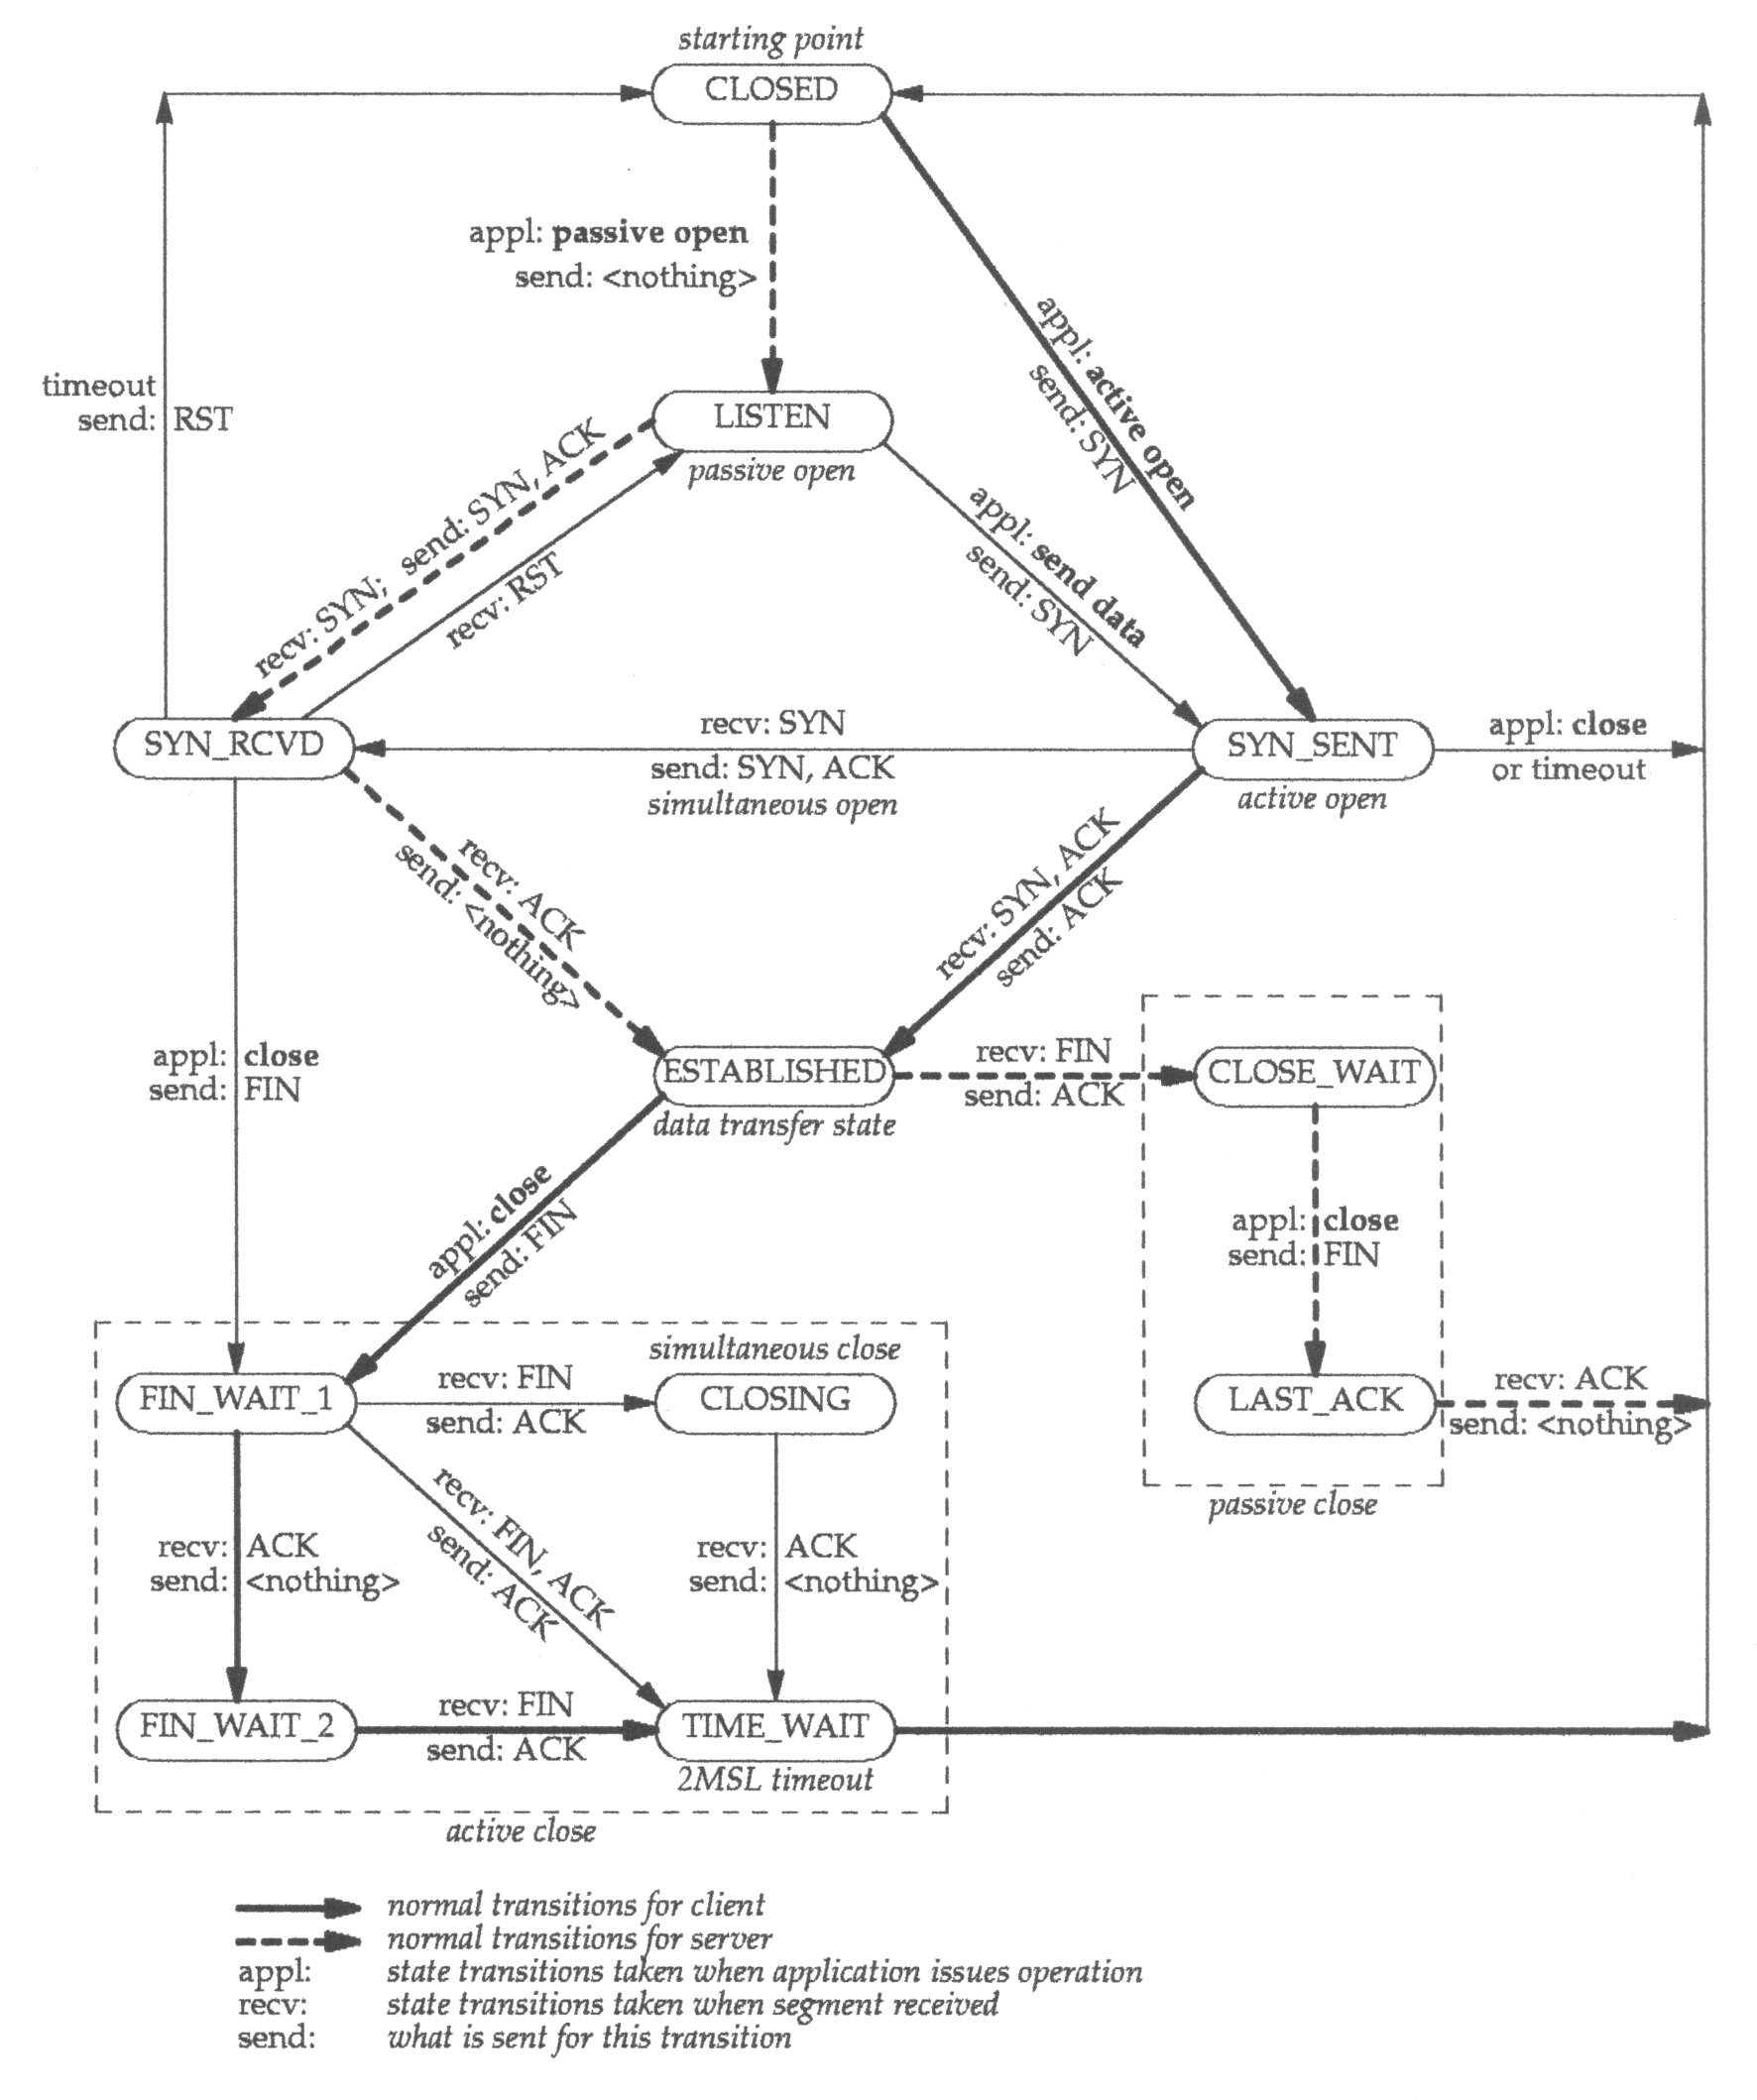 starting point
CLOSED
appl: passive open
send: <nothing>
appl: active open
send: SYN
timeout
send: RST
LISTEN
passive open
recv: SYN; send: SYN, ACK
recv: RST
appl: send data
send: SYN
SYN_RCVD
recv: SYN
send: SYN, ACK
simultaneous open
SYN_SENT
active open
appl: close
or timeout
recv: ACK
send: <nothing>
recv: SYN, ACK
send: ACK
appl: close
send: FIN
ESTABLISHED
data transfer state
recv: FIN
send: ACK
CLOSE_WAIT
appl: close
send: FIN
appl: close
send: FIN
LAST_ACK
recv: ACK
send: <nothing>
passive close
simultaneous close
FIN_WAIT_1
recv: FIN
send: ACK
CLOSING
recv: ACK
send: <nothing>
recv: FIN, ACK
send: ACK
recv: ACK
send: <nothing>
FIN_WAIT_2
recv: FIN
send: ACK
TIME_WAIT
2MSL timeout
active close
normal transitions for client
normal transitions for server
appl: state transitions taken when application issues operation
recv: state transitions taken when segment received
send: what is sent for this transition